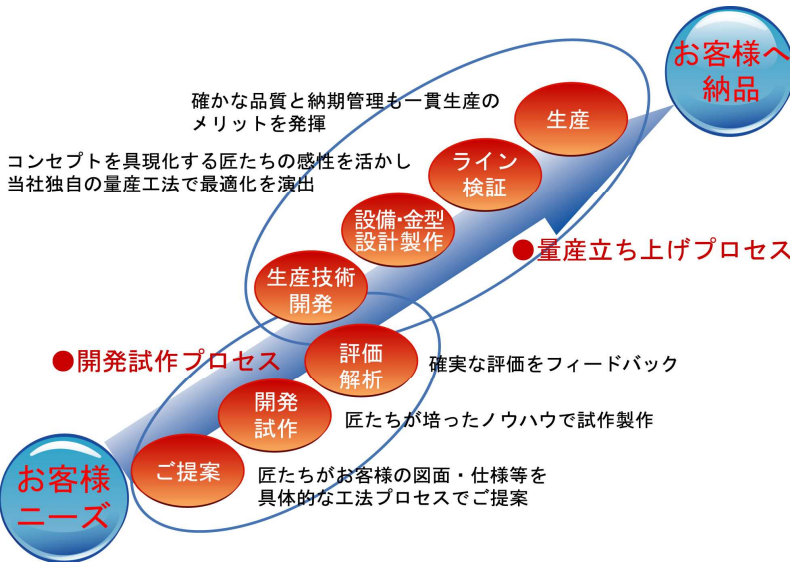 お客様へ
納品
確かな品質と納期管理も一貫生産の
メリットを発揮
生産
コンセプトを具現化する匠たちの感性を活かし
当社独自の量産工法で最適化を演出
ライン
検証
設備・金型
設計製作
●量産立ち上げプロセス
生産技術
開発
●開発試作プロセス
評価
解析
確実な評価をフィードバック
開発
試作
匠たちが培ったノウハウで試作製作
ご提案
匠たちがお客様の図面・仕様等を
具体的な工法プロセスでご提案
お客様
ニーズ